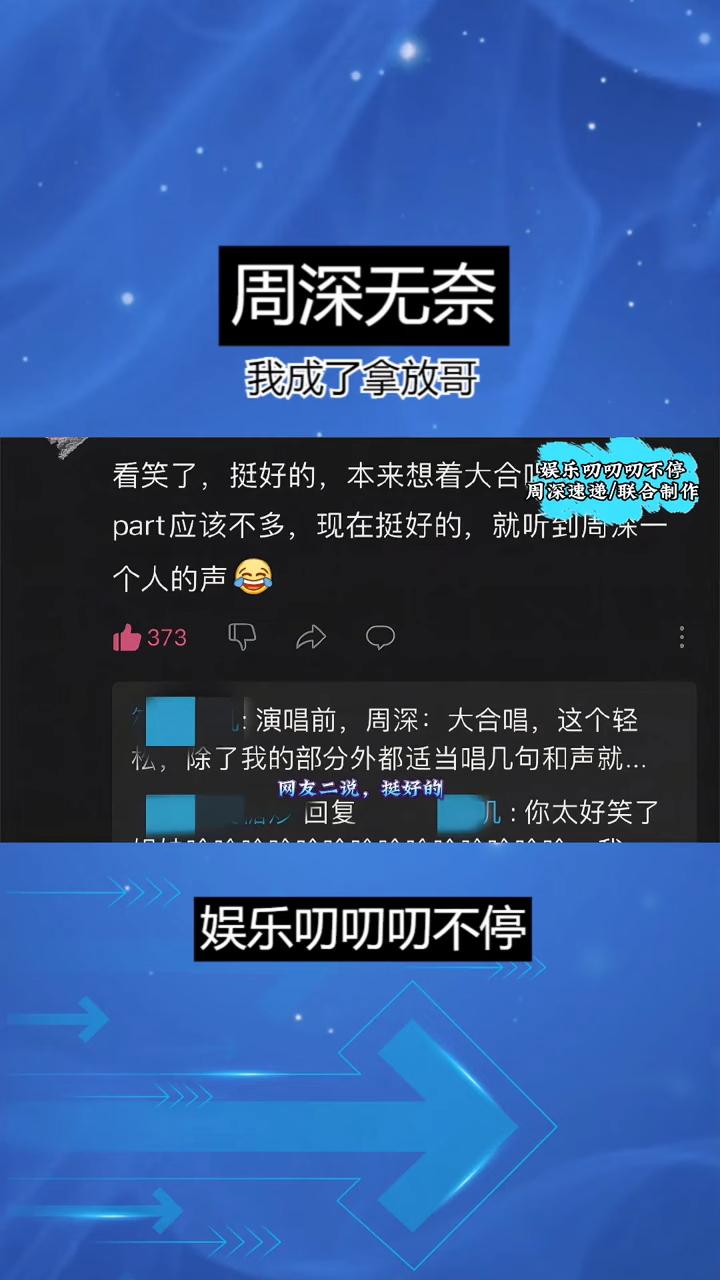 周深无奈
我成了拿放哥
看笑了，挺好的，本来想着大合
娱乐叨叨叨不停
周深速递/联合制作
part应该不多，现在挺好的，就听到周深一
个人的声😂
373
: 演唱前，周深：大合唱，这个轻
松，除了我的部分外都适当唱几句和声就...
网友二说，挺好的
回复 几 : 你太好笑了
娱乐叨叨叨不停